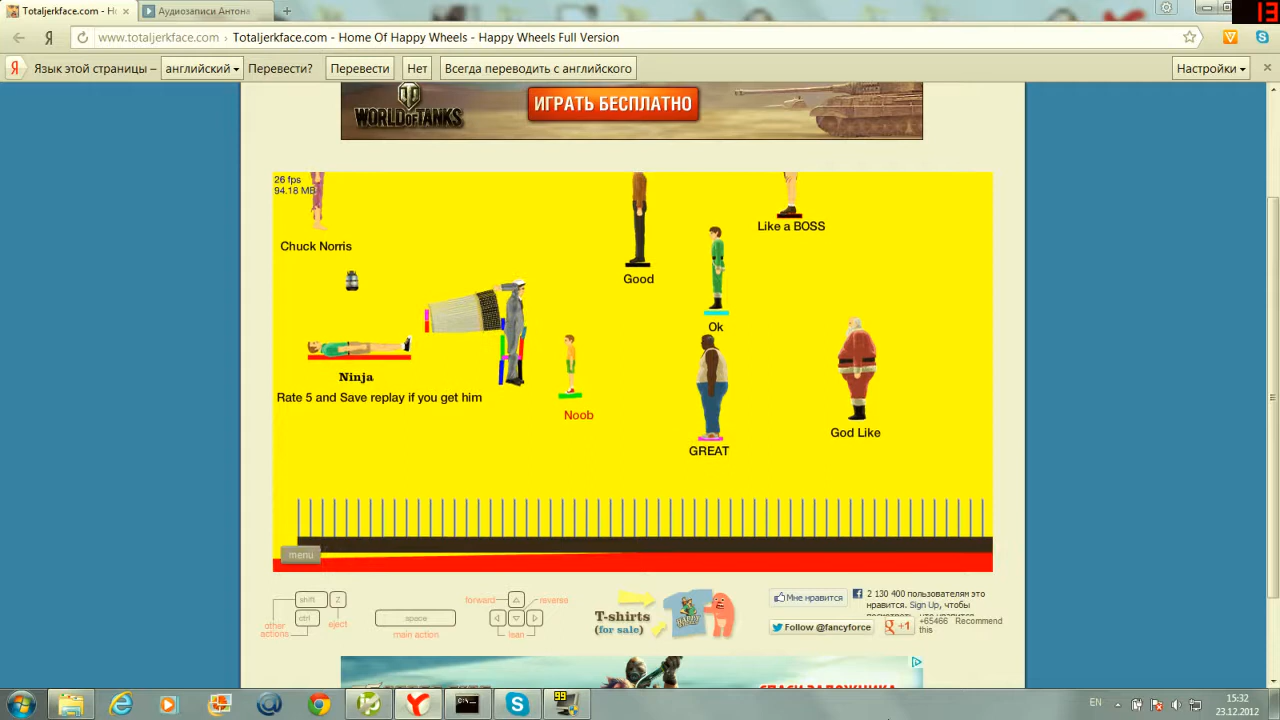 Totaljerkface.com - Ho
Аудиозаписи Антона
13
www.totaljerkface.com
Totaljerkface.com - Home Of Happy Wheels - Happy Wheels Full Version
Язык этой страницы –
английский
Перевести?
Перевести
Нет
Всегда переводить с английского
Настройки
WORLD OF TANKS
ИГРАТЬ БЕСПЛАТНО
26 fps
94.18 MB
Chuck Norris
Good
Like a BOSS
Ok
Ninja
Rate 5 and Save replay if you get him
Noob
GREAT
God Like
menu
shift
Z
ctrl
eject
other actions
space
main action
forward
reverse
lean
T-shirts
(for sale)
Мне нравится
2 130 400 пользователям это
нравится. Sign Up, чтобы
Follow @fancyforce
+1
+65466 Recommend
this
99
EN
15:32
23.12.2012